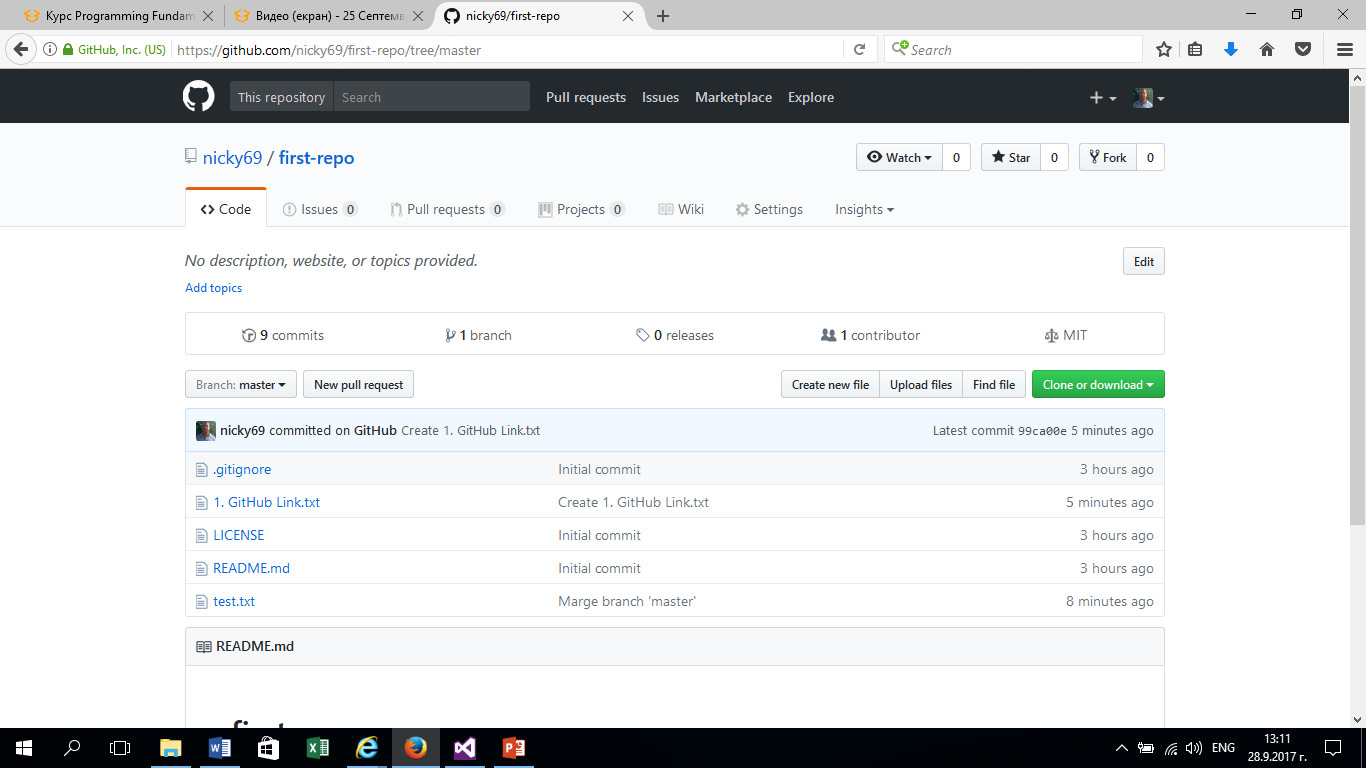 Курс Programming Fundam
Видео (екран) - 25 Септемв
nicky69/first-repo
GitHub, Inc. (US)
https://github.com/nicky69/first-repo/tree/master
Search
This repository
Search
Pull requests
Issues
Marketplace
Explore
nicky69 / first-repo
Watch 0
Star 0
Fork 0
Code
Issues 0
Pull requests 0
Projects 0
Wiki
Settings
Insights
No description, website, or topics provided.
Edit
Add topics
9 commits
1 branch
0 releases
1 contributor
MIT
Branch: master
New pull request
Create new file
Upload files
Find file
Clone or download
nicky69 committed on GitHub Create 1. GitHub Link.txt
Latest commit 99ca00e 5 minutes ago
.gitignore Initial commit 3 hours ago
1. GitHub Link.txt Create 1. GitHub Link.txt 5 minutes ago
LICENSE Initial commit 3 hours ago
README.md Initial commit 3 hours ago
test.txt Marge branch 'master' 8 minutes ago
README.md
ENG
13:11
28.9.2017 г.